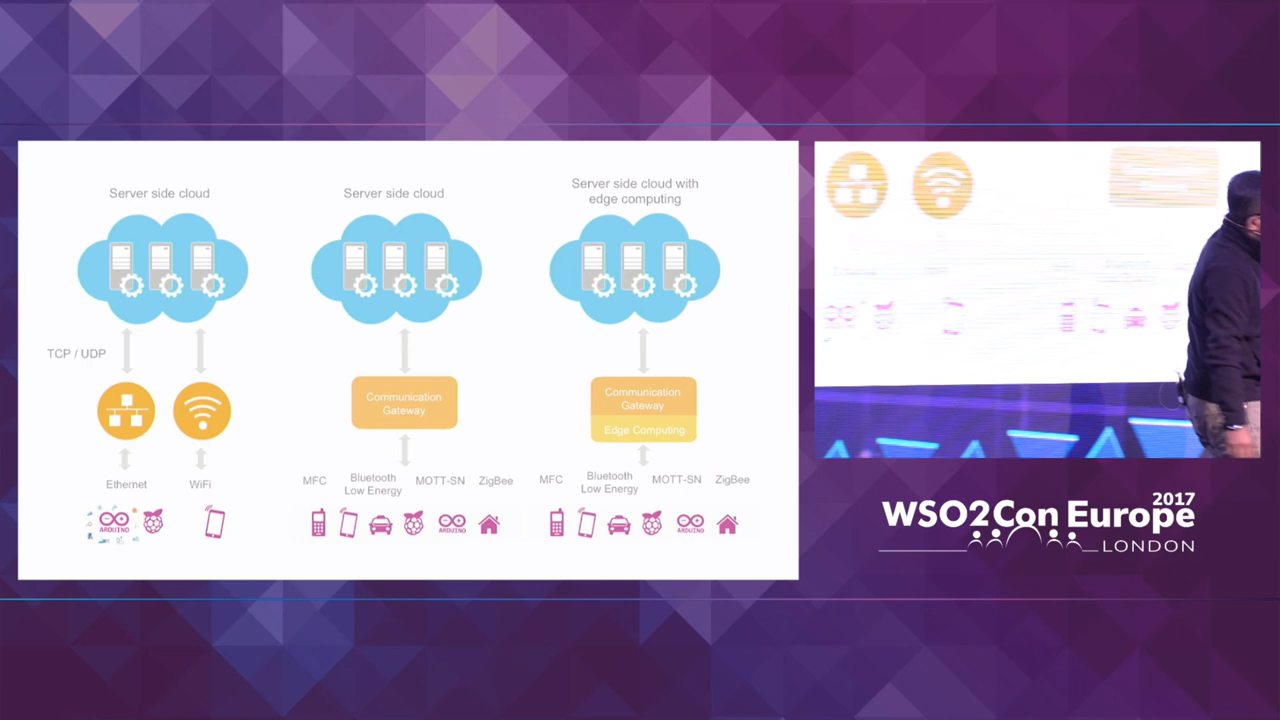 Server side cloud
TCP / UDP
Ethernet
WiFi
ARDUINO
Server side cloud
Communication
Gateway
MFC
Bluetooth
Low Energy
MOTT-SN
ZigBee
ARDUINO
Server side cloud with
edge computing
Communication
Gateway
Edge Computing
MFC
Bluetooth
Low Energy
MOTT-SN
ZigBee
ARDUINO
WSO2Con Europe
2017
LONDON